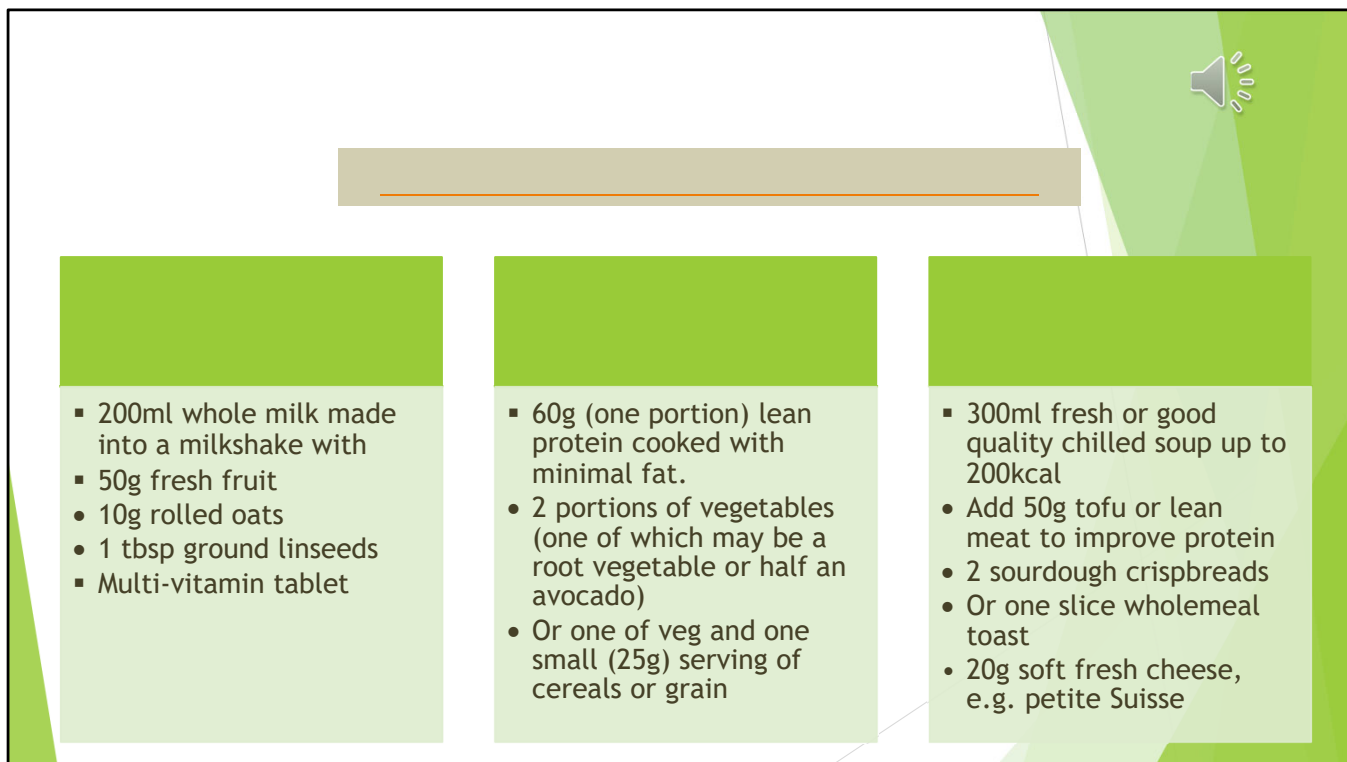 ▪ 200ml whole milk made
into a milkshake with
▪ 50g fresh fruit
• 10g rolled oats
• 1 tbsp ground linseeds
▪ Multi-vitamin tablet
▪ 60g (one portion) lean
protein cooked with
minimal fat.
• 2 portions of vegetables
(one of which may be a
root vegetable or half an
avocado)
• Or one of veg and one
small (25g) serving of
cereals or grain
• 300ml fresh or good
quality chilled soup up to
200kcal
• Add 50g tofu or lean
meat to improve protein
• 2 sourdough crispbreads
• Or one slice wholemeal
toast
• 20g soft fresh cheese,
e.g. petite Suisse